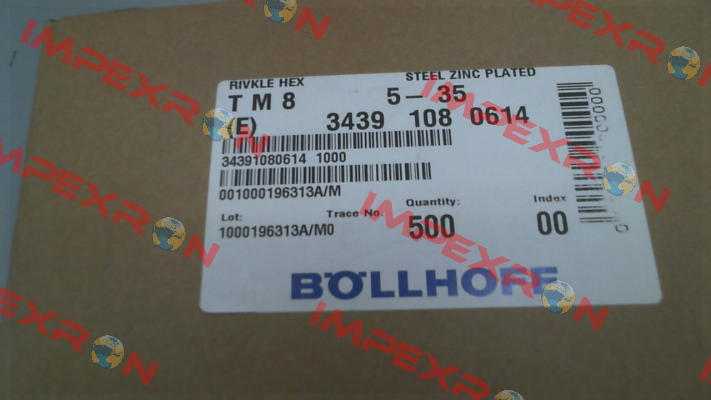 RIVKLE HEX STEEL ZINC PLATED
T M 8 5 - 35
(E) 3439 108 0614
34391080614 1000
001000196313A/M
Lot: Trace No. Quantity: Index
1000196313A/M0 500 00
BÖLLHOFF
IMPEXRON
IMPEXRON
IMPEXRON
IMPEXRON
IMPEXRON
IMPEXRON
IMPEXRON